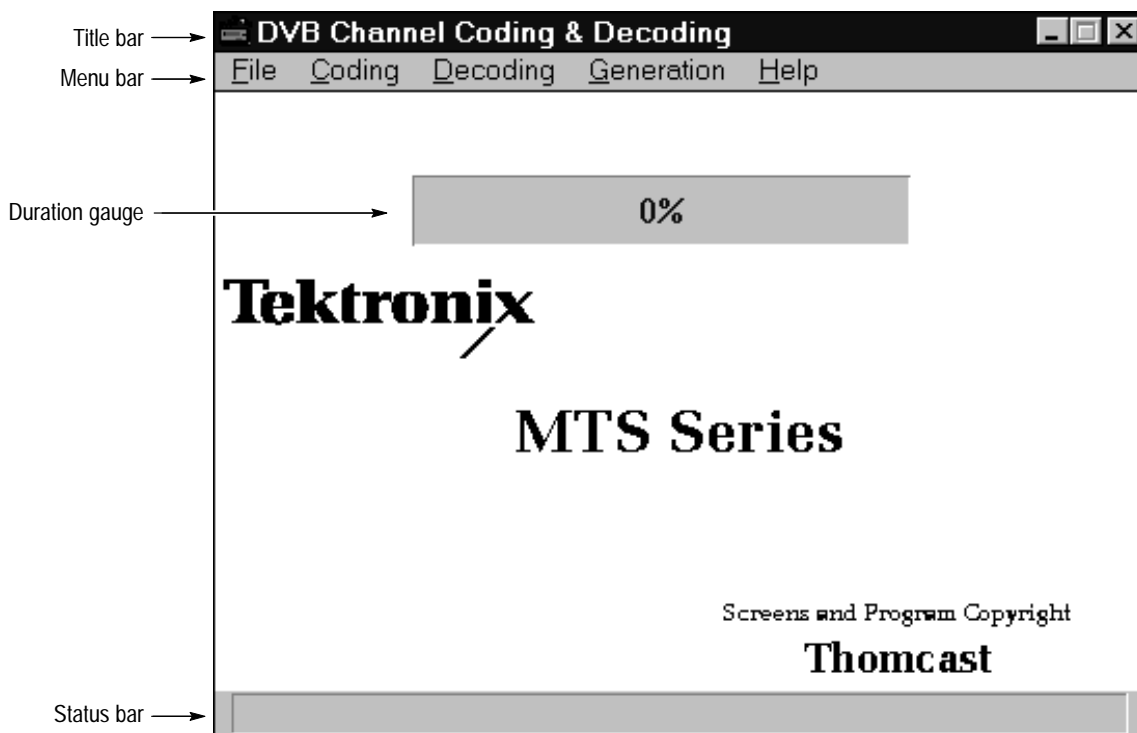 Title bar
DVB Channel Coding & Decoding
Menu bar
File Coding Decoding Generation Help
Duration gauge
0%
Tektronix
MTS Series
Screens and Program Copyright
Thomcast
Status bar